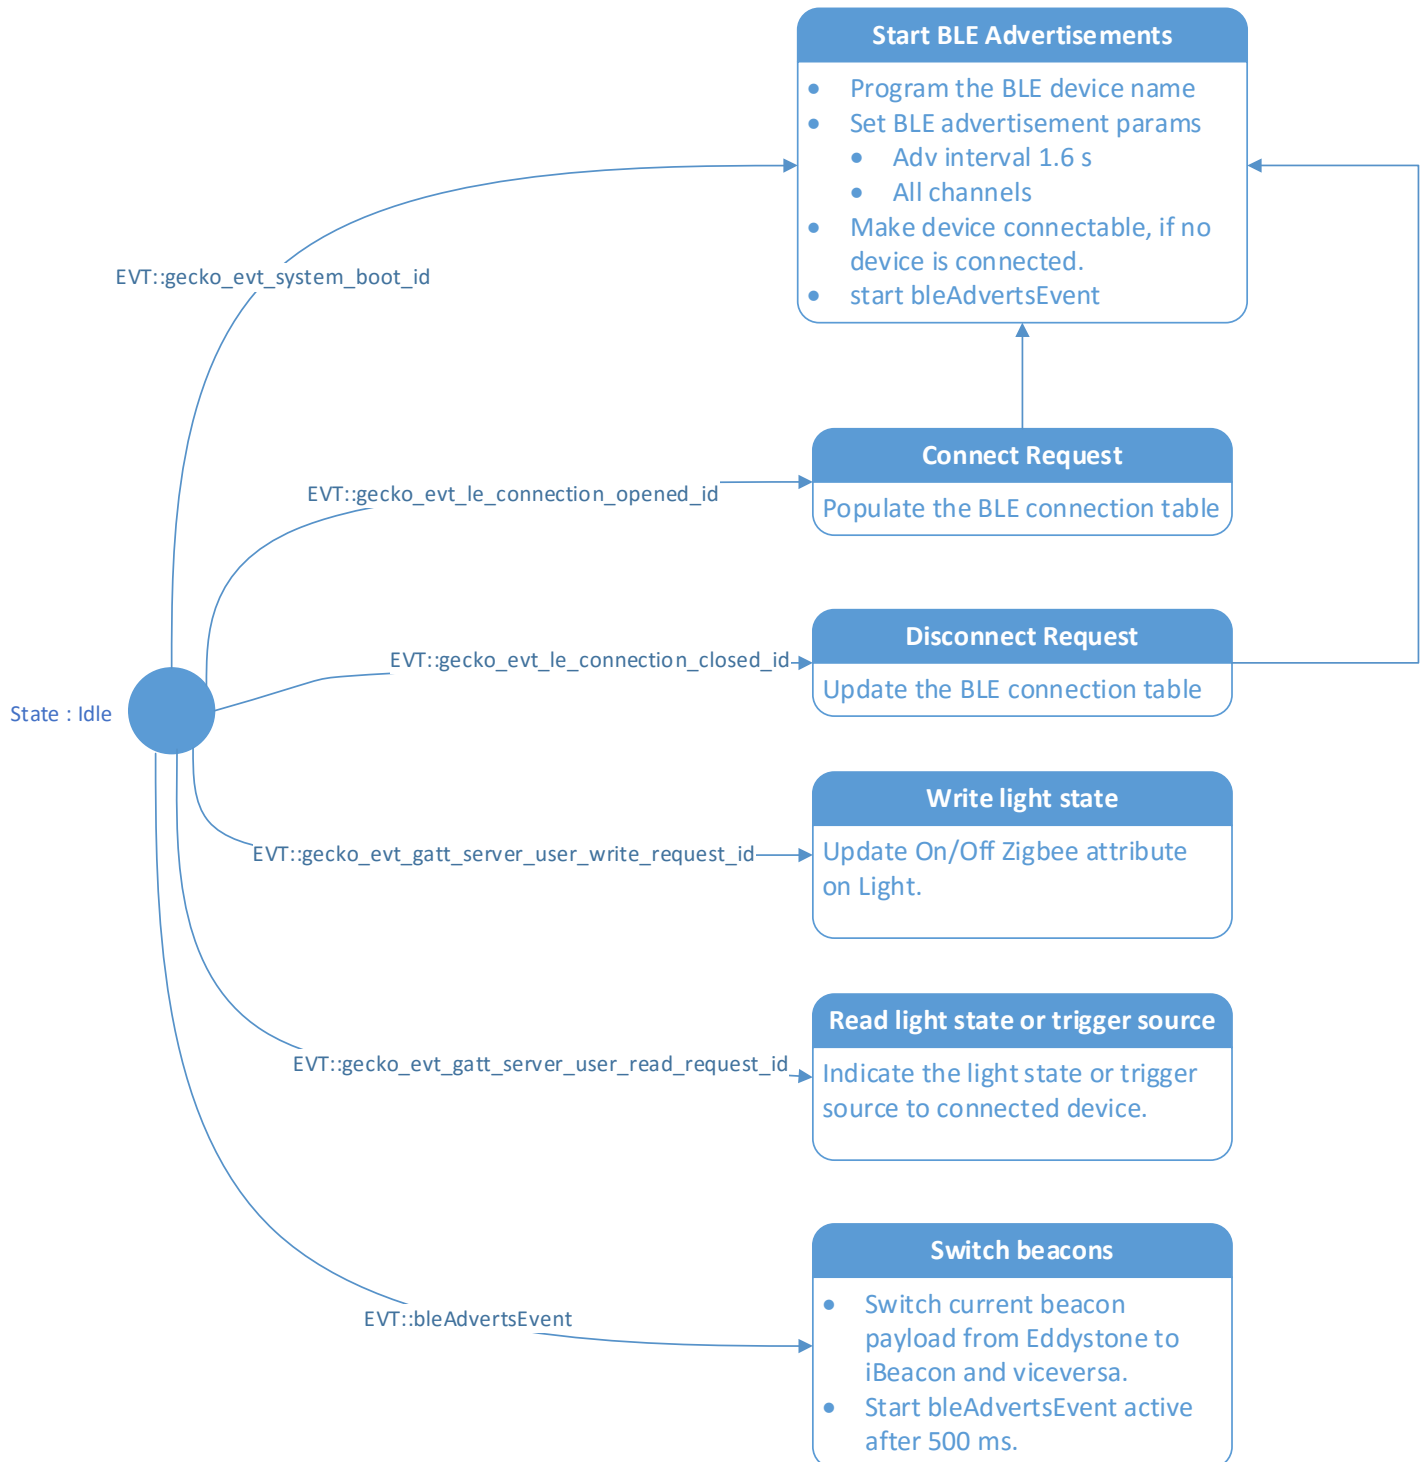 Start BLE Advertisements
• Program the BLE device name
• Set BLE advertisement params
• Adv interval 1.6 s
• All channels
• Make device connectable, if no
device is connected.
• start bleAdvertsEvent
EVT::gecko_evt_system_boot_id
Connect Request
Populate the BLE connection table
EVT::gecko_evt_le_connection_opened_id
Disconnect Request
Update the BLE connection table
EVT::gecko_evt_le_connection_closed_id
State : Idle
Write light state
Update On/Off Zigbee attribute
on Light.
EVT::gecko_evt_gatt_server_user_write_request_id
Read light state or trigger source
Indicate the light state or trigger
source to connected device.
EVT::gecko_evt_gatt_server_user_read_request_id
Switch beacons
• Switch current beacon
payload from Eddystone to
iBeacon and viceversa.
• Start bleAdvertsEvent active
after 500 ms.
EVT::bleAdvertsEvent